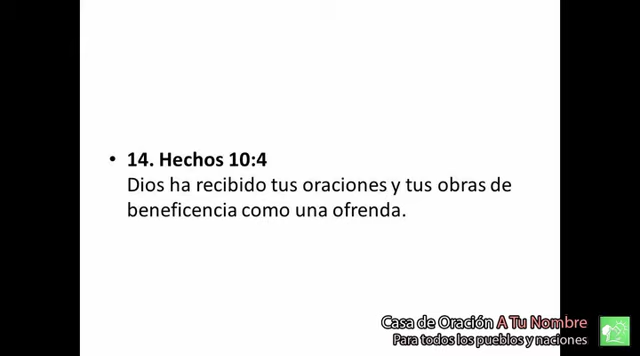 • 14. Hechos 10:4
Dios ha recibido tus oraciones y tus obras de
beneficencia como una ofrenda.
Casa de Oración A Tu Nombre
Para todos los pueblos y naciones